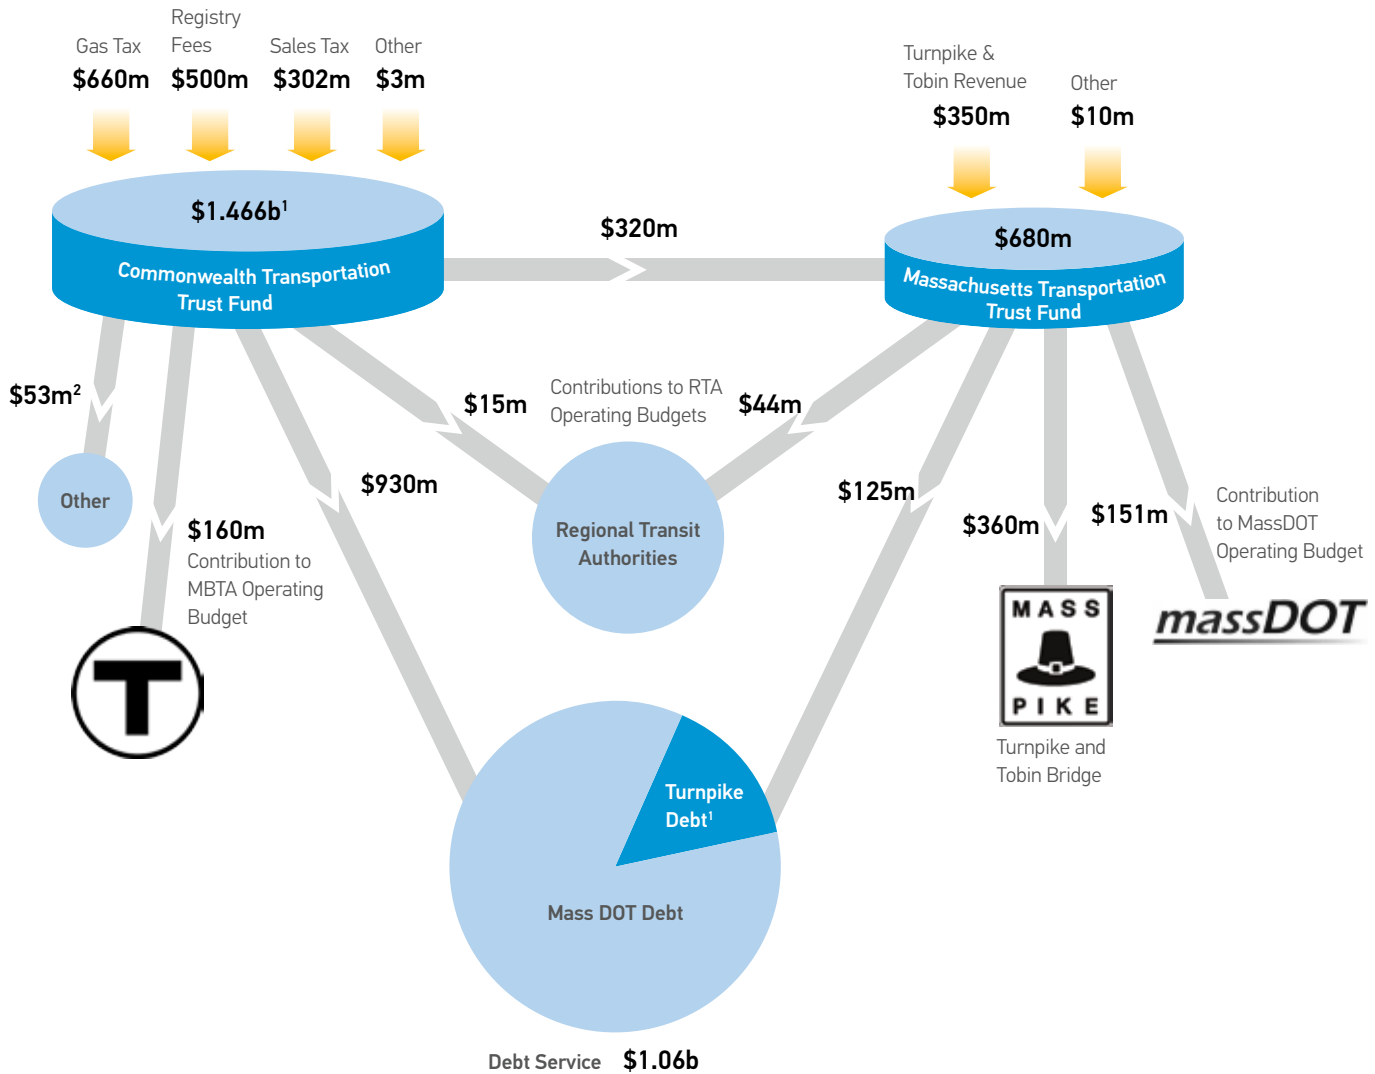 Gas Tax
$660m
Registry
Fees
$500m
Sales Tax
$302m
Other
$3m
Turnpike &
Tobin Revenue
$350m
Other
$10m
$1.466b¹
Commonwealth Transportation
Trust Fund
$320m
$680m
Massachusetts Transportation
Trust Fund
$53m²
Other
$160m
Contribution to
MBTA Operating
Budget
T
$930m
$15m
Contributions to RTA
Operating Budgets
$44m
Regional Transit
Authorities
$125m
$360m
MASS
PIKE
Turnpike and
Tobin Bridge
$151m
Contribution
to MassDOT
Operating Budget
massDOT
Turnpike
Debt¹
Mass DOT Debt
Debt Service $1.06b